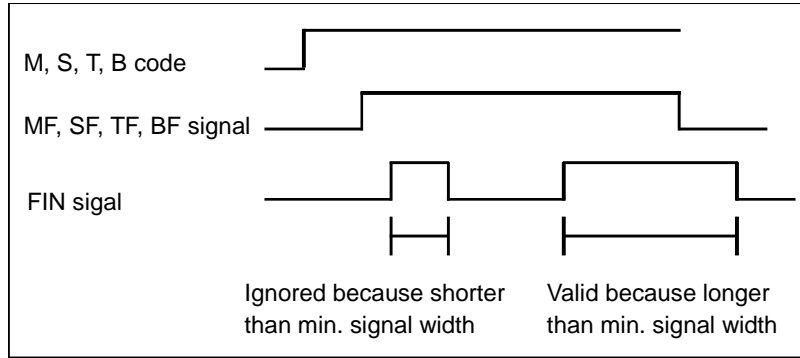 M, S, T, B code
MF, SF, TF, BF signal
FIN sigal
Ignored because shorter
than min. signal width
Valid because longer
than min. signal width